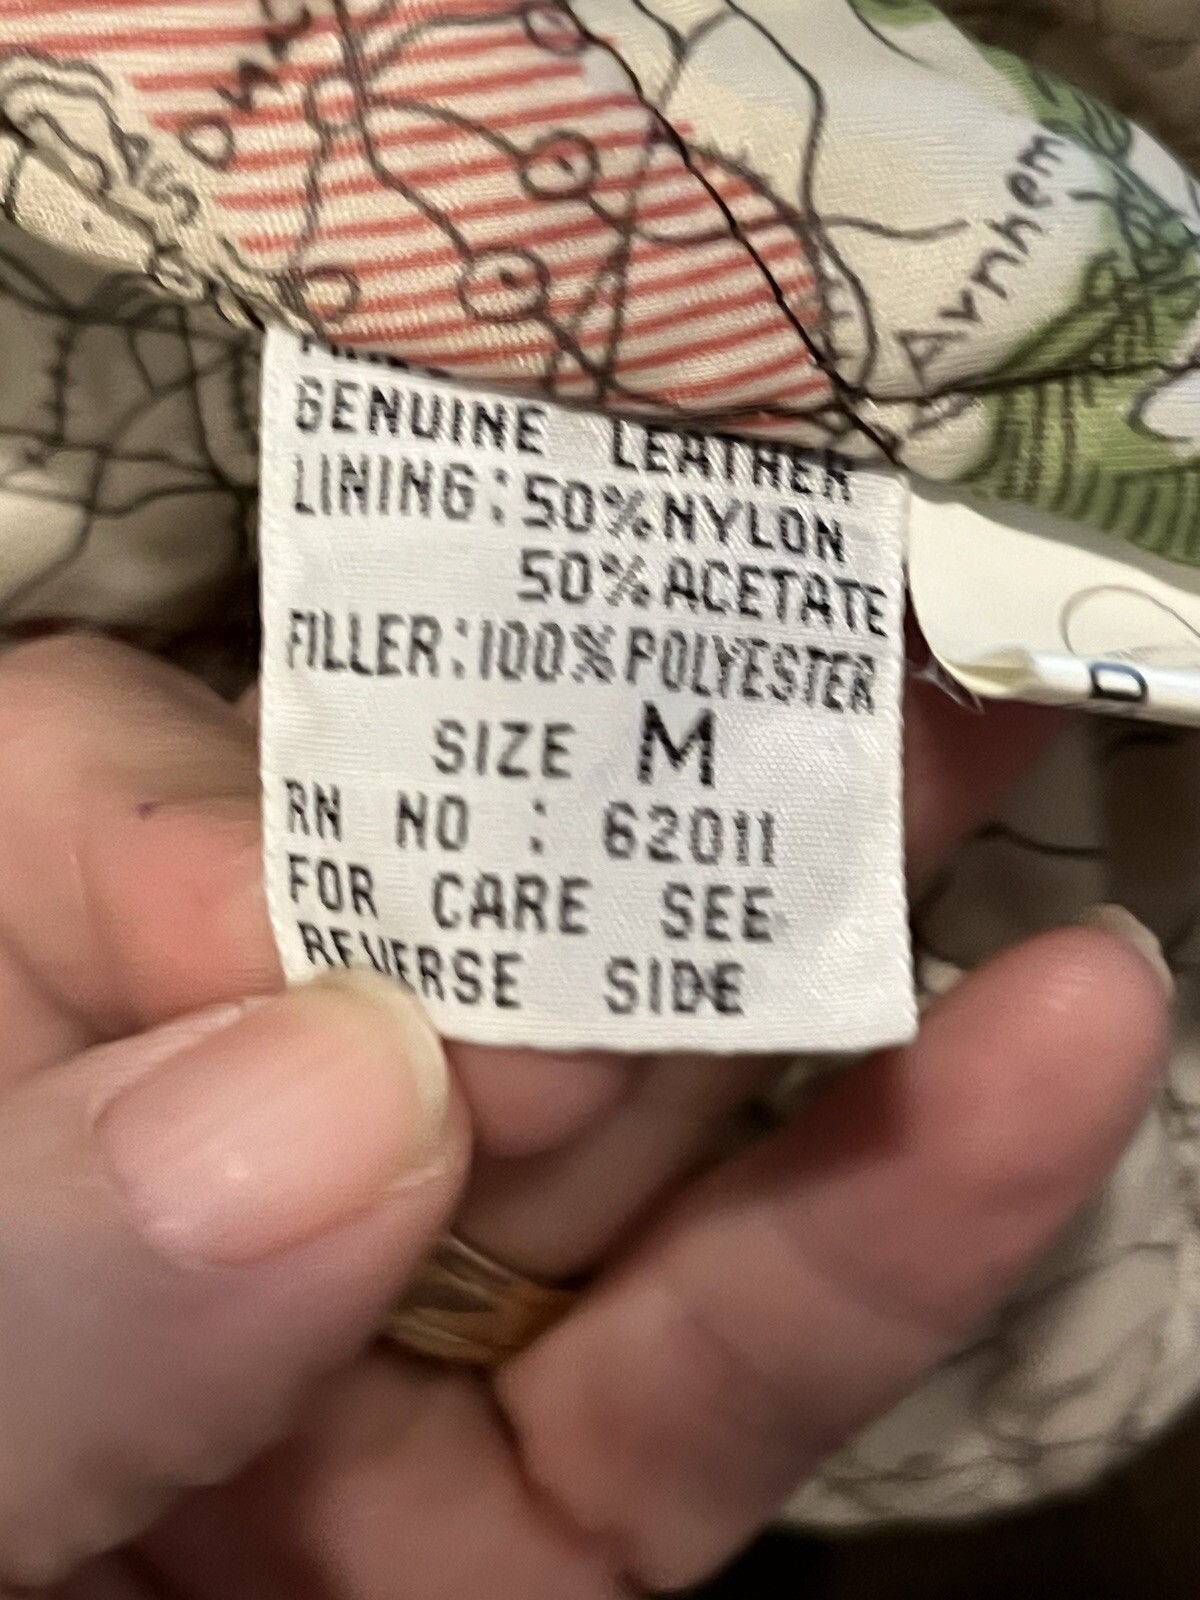 Arnhem
GENUINE LEATHER
LINING: 50% NYLON
50% ACETATE
FILLER: 100% POLYESTER
SIZE M
RN NO : 62011
FOR CARE SEE
REVERSE SIDE
D